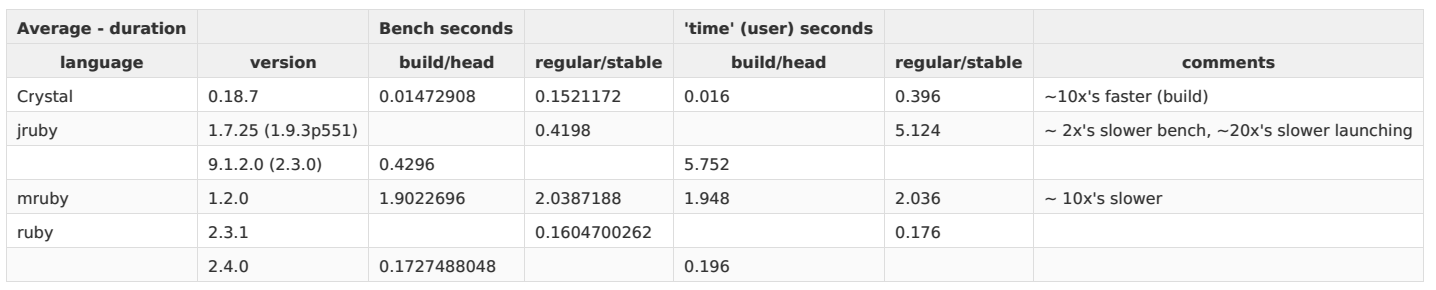 Average - duration Bench seconds 'time' (user) seconds
language version build/head regular/stable build/head regular/stable comments
Crystal 0.18.7 0.01472908 0.1521172 0.016 0.396 ~10x's faster (build)
jruby 1.7.25 (1.9.3p551) 0.4198 5.124 ~ 2x's slower bench, ~20x's slower launching
9.1.2.0 (2.3.0) 0.4296 5.752
mruby 1.2.0 1.9022696 2.0387188 1.948 2.036 ~ 10x's slower
ruby 2.3.1 0.1604700262 0.176
2.4.0 0.1727488048 0.196